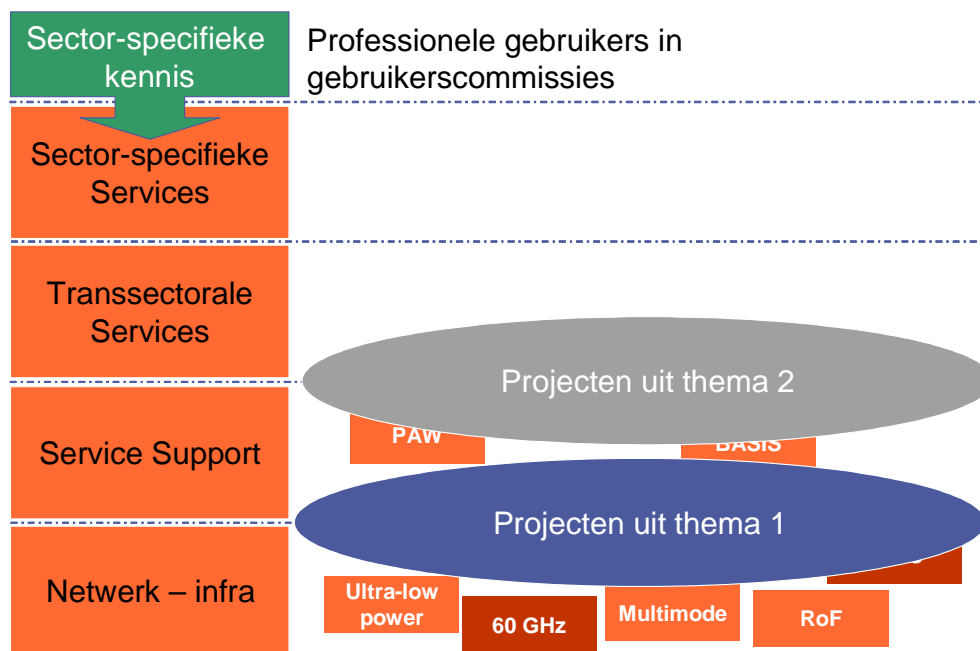 Sector-specifieke
kennis
Professionele gebruikers in
gebruikerscommissies
Sector-specifieke
Services
Transsectorale
Services
Projecten uit thema 2
Service Support
PAW
BASIS
Projecten uit thema 1
Netwerk – infra
Ultra-low
power
60 GHz
Multimode
RoF